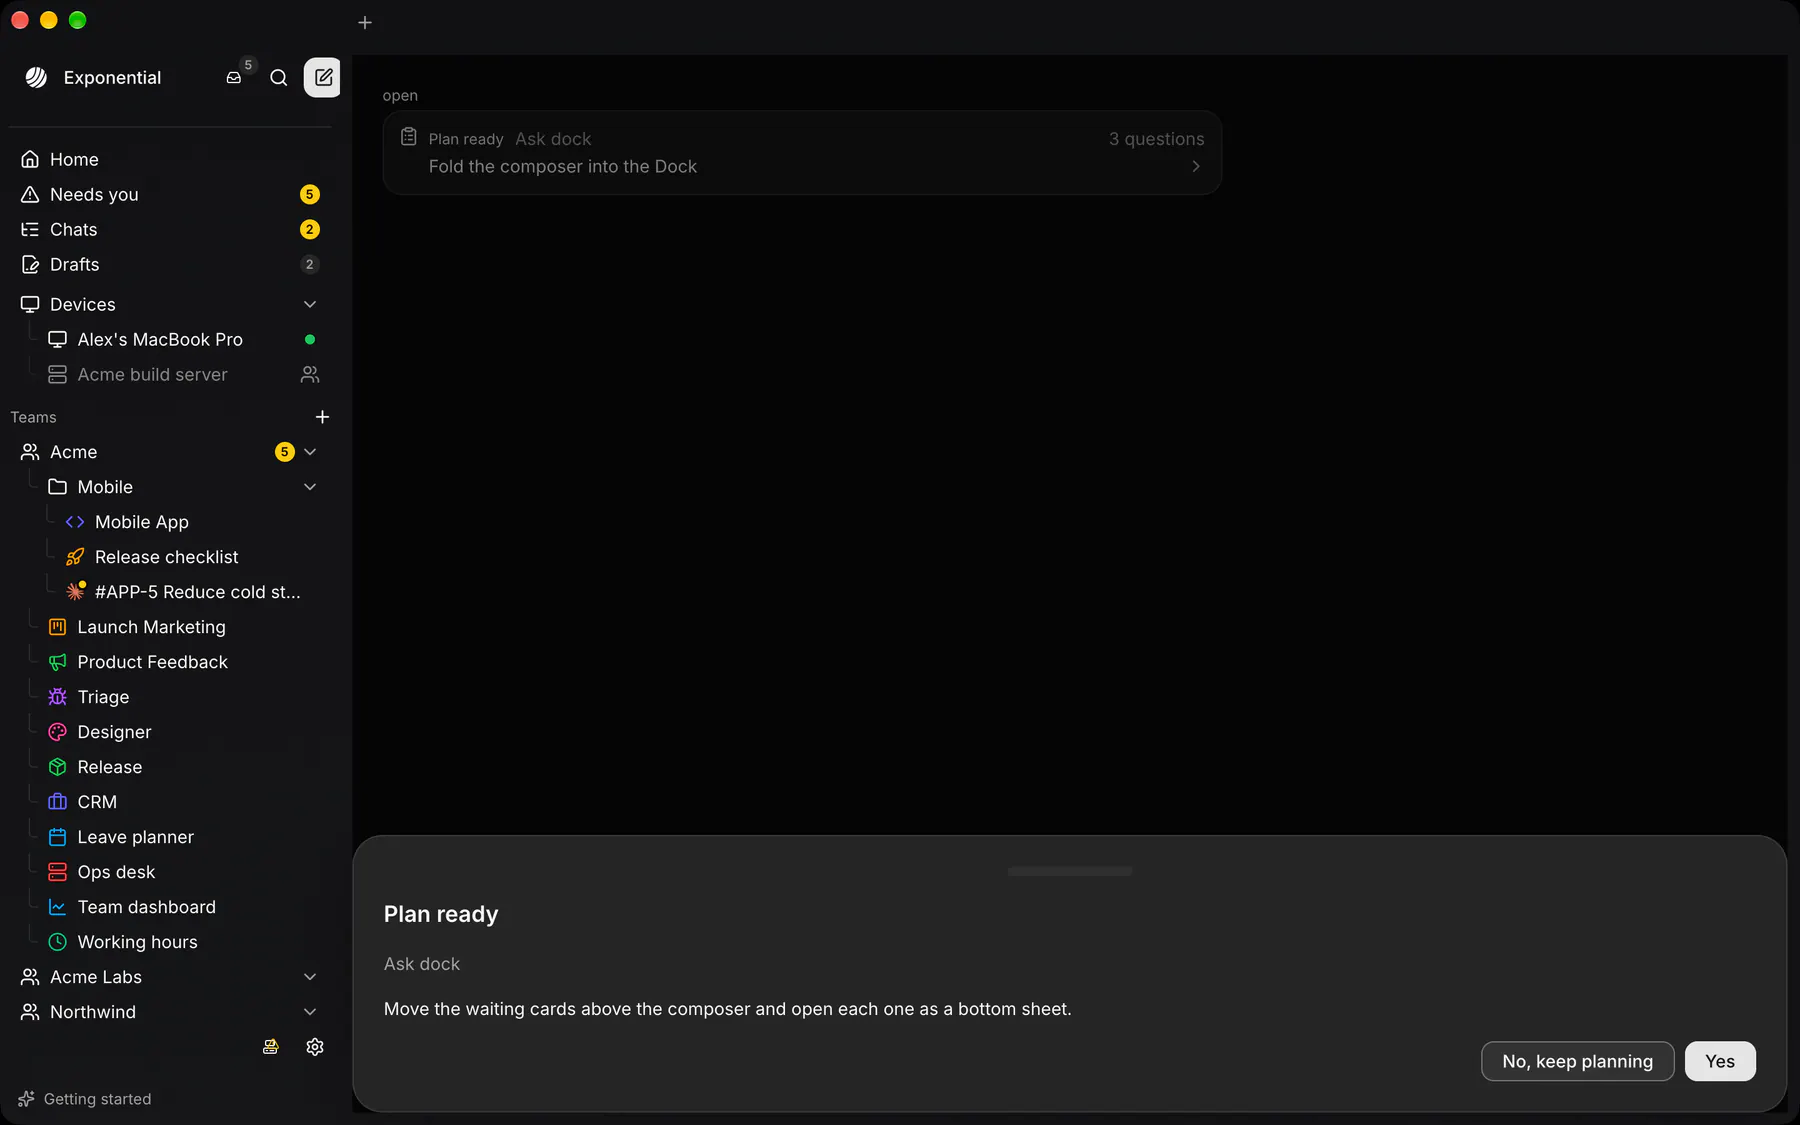 Exponential
5
Home
Needs you 5
Chats 2
Drafts 2
Devices
Alex's MacBook Pro
Acme build server
Teams
Acme 5
Mobile
Mobile App
Release checklist
#APP-5 Reduce cold st...
Launch Marketing
Product Feedback
Triage
Designer
Release
CRM
Leave planner
Ops desk
Team dashboard
Working hours
Acme Labs
Northwind
Getting started
open
Plan ready Ask dock 3 questions
Fold the composer into the Dock
Plan ready
Ask dock
Move the waiting cards above the composer and open each one as a bottom sheet.
No, keep planning Yes